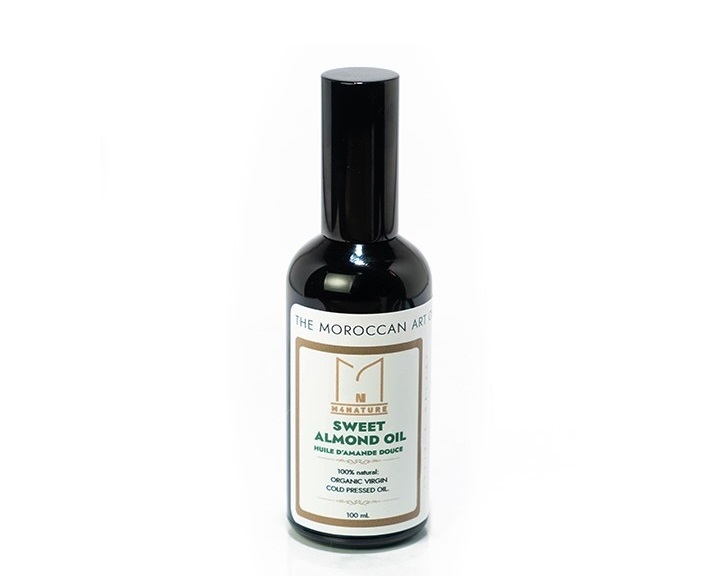 THE MOROCCAN ART
N
M4NATURE
SWEET
ALMOND OIL
HUILE D'AMANDE DOUCE
100% natural:
ORGANIC VIRGIN
COLD PRESSED OIL.
100 mL